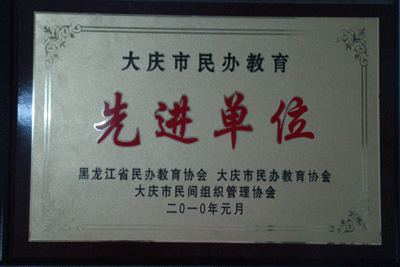 大庆市民办教育
先进单位
黑龙江省民办教育协会 大庆市民办教育协会
大庆市民间组织管理协会
二〇一〇年元月